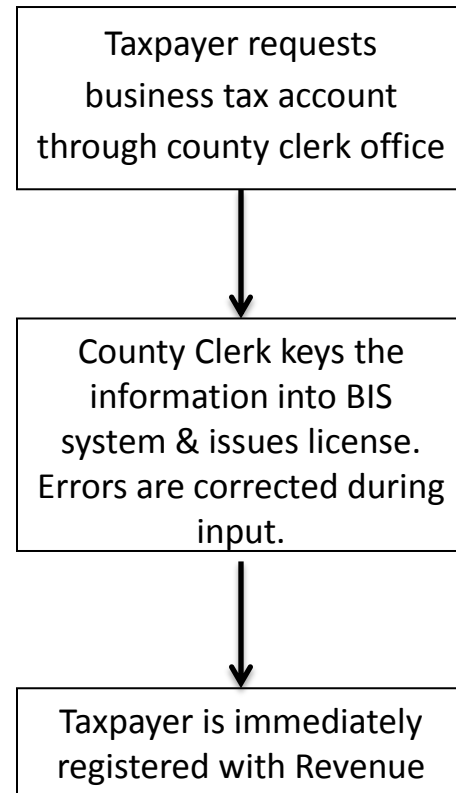 Taxpayer requests
business tax account
through county clerk office
County Clerk keys the
information into BIS
system & issues license.
Errors are corrected during
input.
Taxpayer is immediately
registered with Revenue